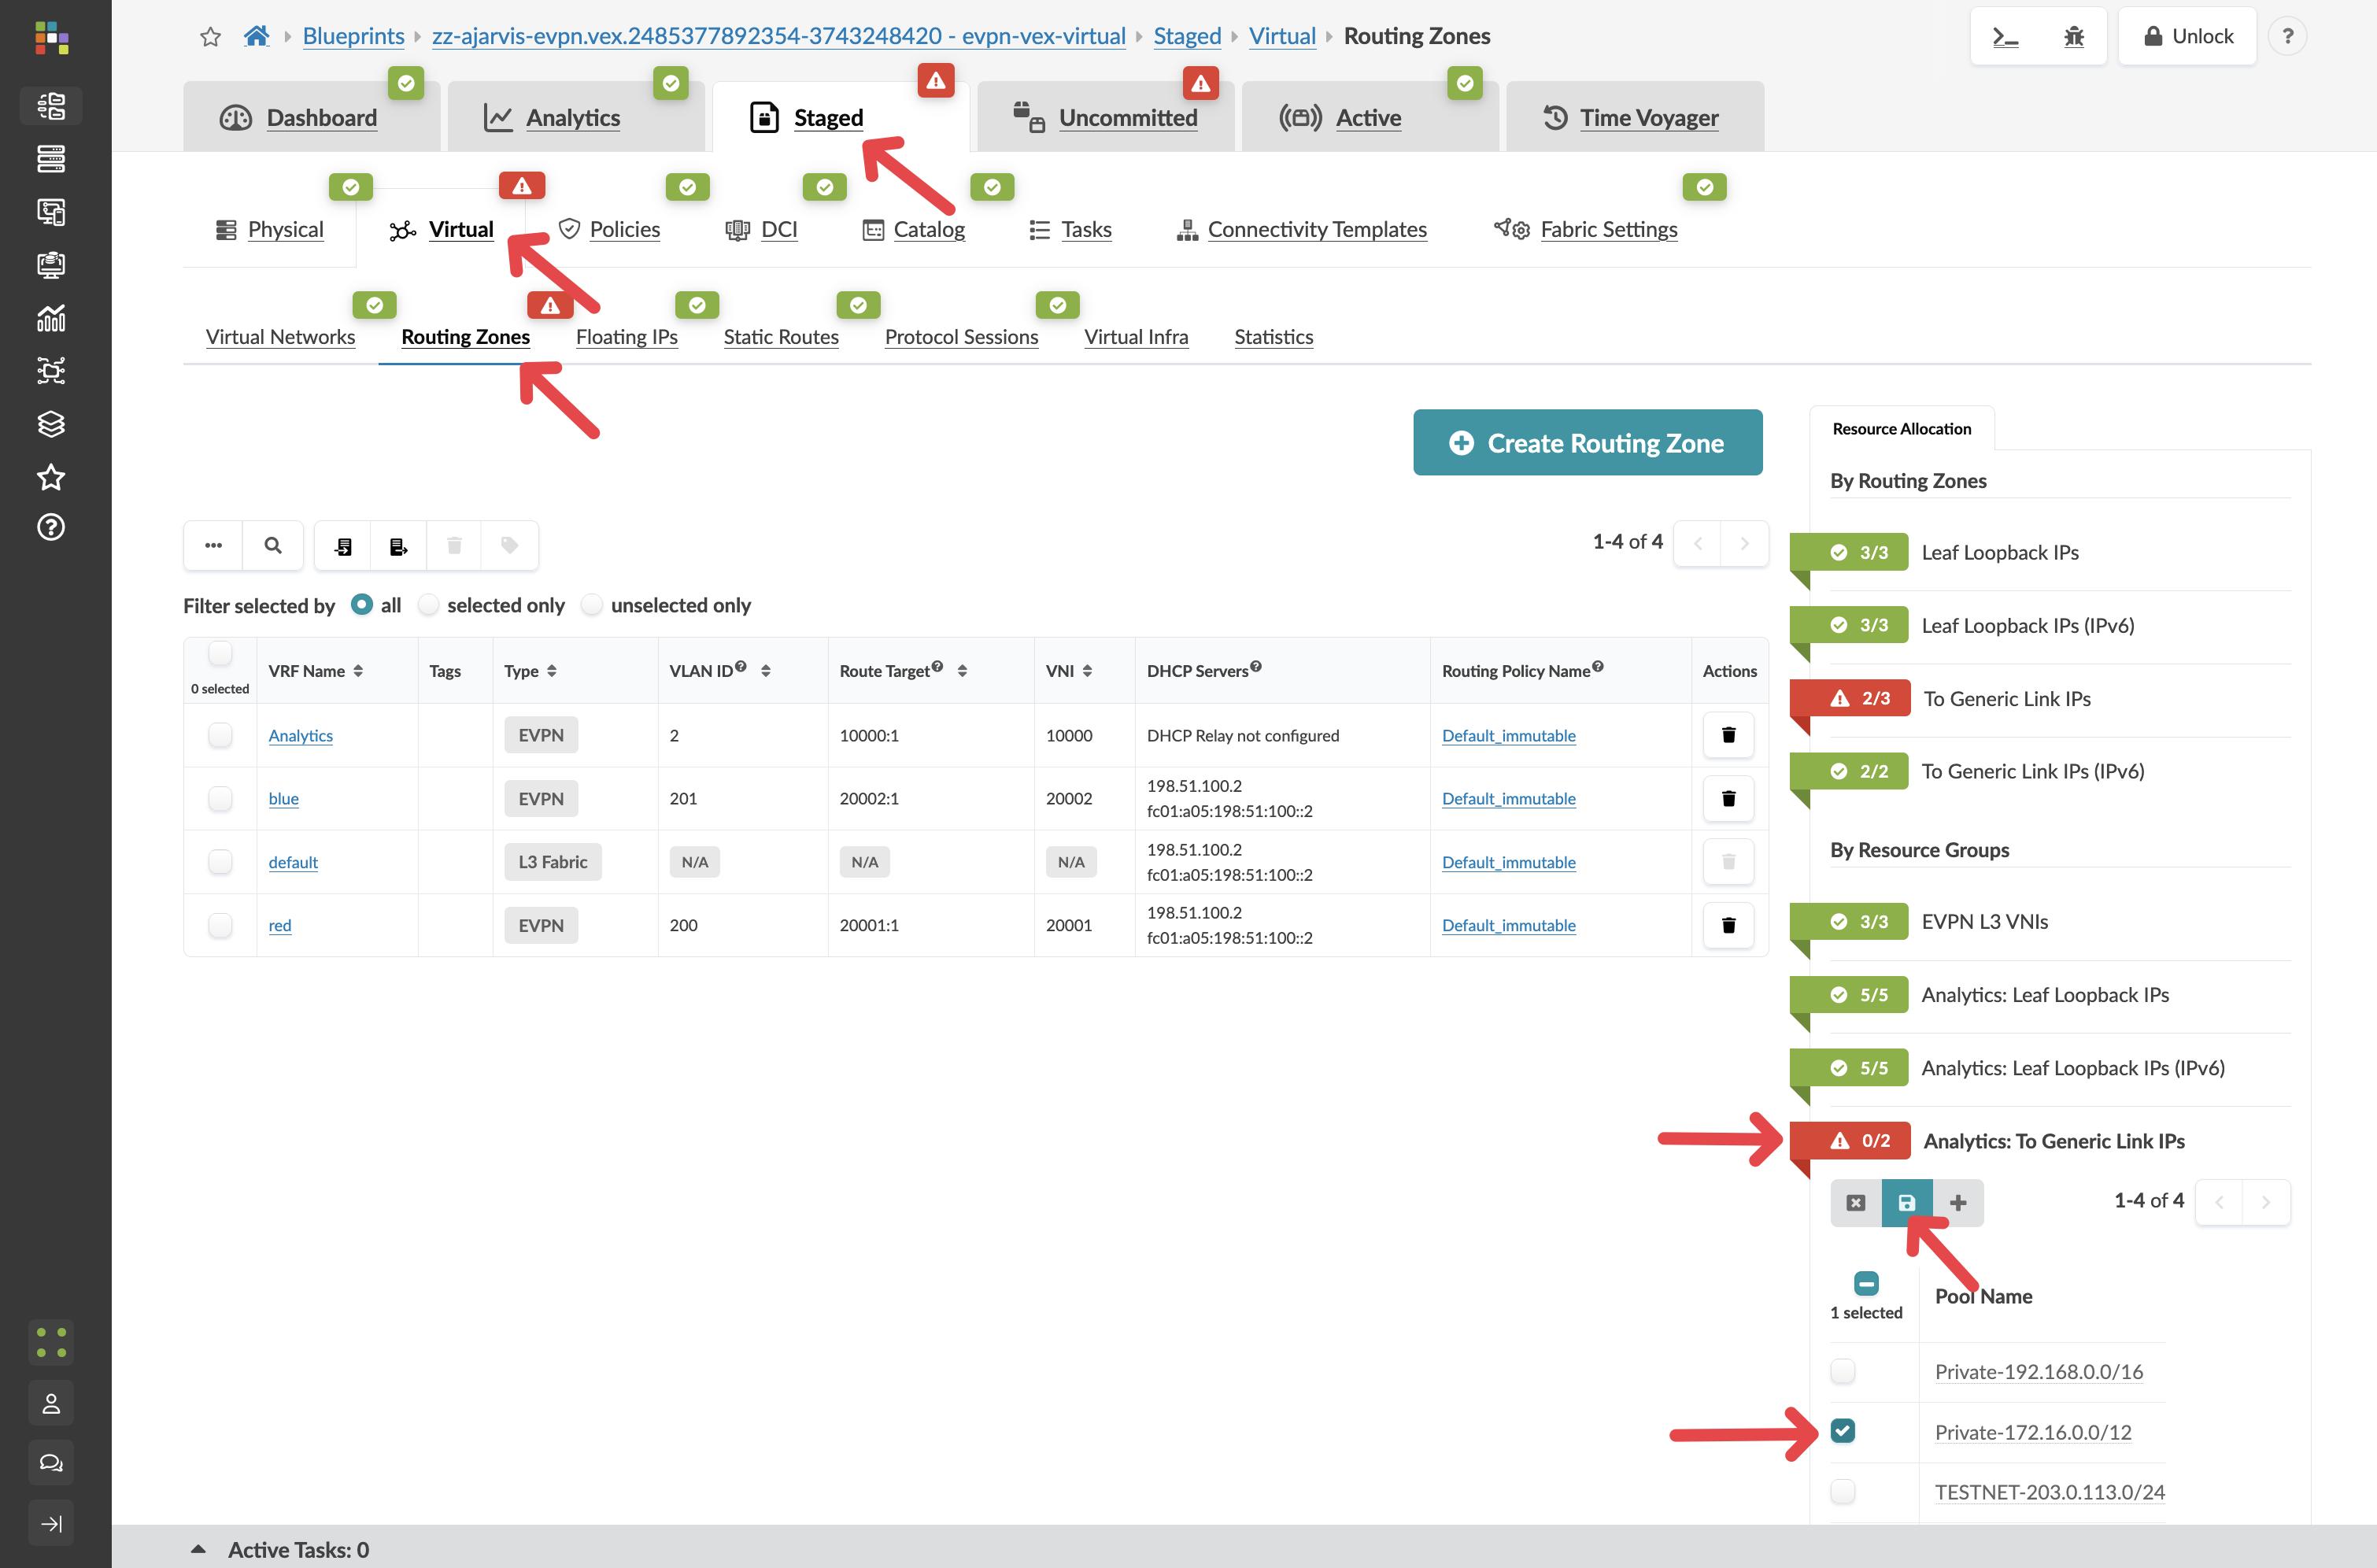 Blueprints zz-ajarvis-evpn.vex.2485377892354-3743248420 - evpn-vex-virtual Staged Virtual Routing Zones
Unlock ?
Dashboard Analytics Staged Uncommitted Active Time Voyager
Physical Virtual Policies DCI Catalog Tasks Connectivity Templates Fabric Settings
Virtual Networks Routing Zones Floating IPs Static Routes Protocol Sessions Virtual Infra Statistics
Create Routing Zone
1-4 of 4
Filter selected by all selected only unselected only
0 selected VRF Name Tags Type VLAN ID? Route Target? VNI DHCP Servers? Routing Policy Name? Actions
Analytics EVPN 2 10000:1 10000 DHCP Relay not configured Default_immutable
blue EVPN 201 20002:1 20002 198.51.100.2 Default_immutable
fc01:a05:198:51:100::2
default L3 Fabric N/A N/A N/A 198.51.100.2 Default_immutable
fc01:a05:198:51:100::2
red EVPN 200 20001:1 20001 198.51.100.2 Default_immutable
fc01:a05:198:51:100::2
Resource Allocation
By Routing Zones
3/3 Leaf Loopback IPs
3/3 Leaf Loopback IPs (IPv6)
2/3 To Generic Link IPs
2/2 To Generic Link IPs (IPv6)
By Resource Groups
3/3 EVPN L3 VNIs
5/5 Analytics: Leaf Loopback IPs
5/5 Analytics: Leaf Loopback IPs (IPv6)
0/2 Analytics: To Generic Link IPs
1-4 of 4
1 selected Pool Name
Private-192.168.0.0/16
Private-172.16.0.0/12
TESTNET-203.0.113.0/24
Active Tasks: 0